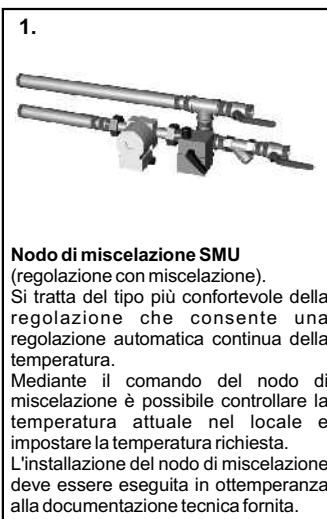 1.
Nodo di miscelazione SMU
(regolazione con miscelazione).
Si tratta del tipo più confortevole della
regolazione che consente una
regolazione automatica continua della
temperatura.
Mediante il comando del nodo di
miscelazione è possibile controllare la
temperatura attuale nel locale e
impostare la temperatura richiesta.
L'installazione del nodo di miscelazione
deve essere eseguita in ottemperanza
alla documentazione tecnica fornita.